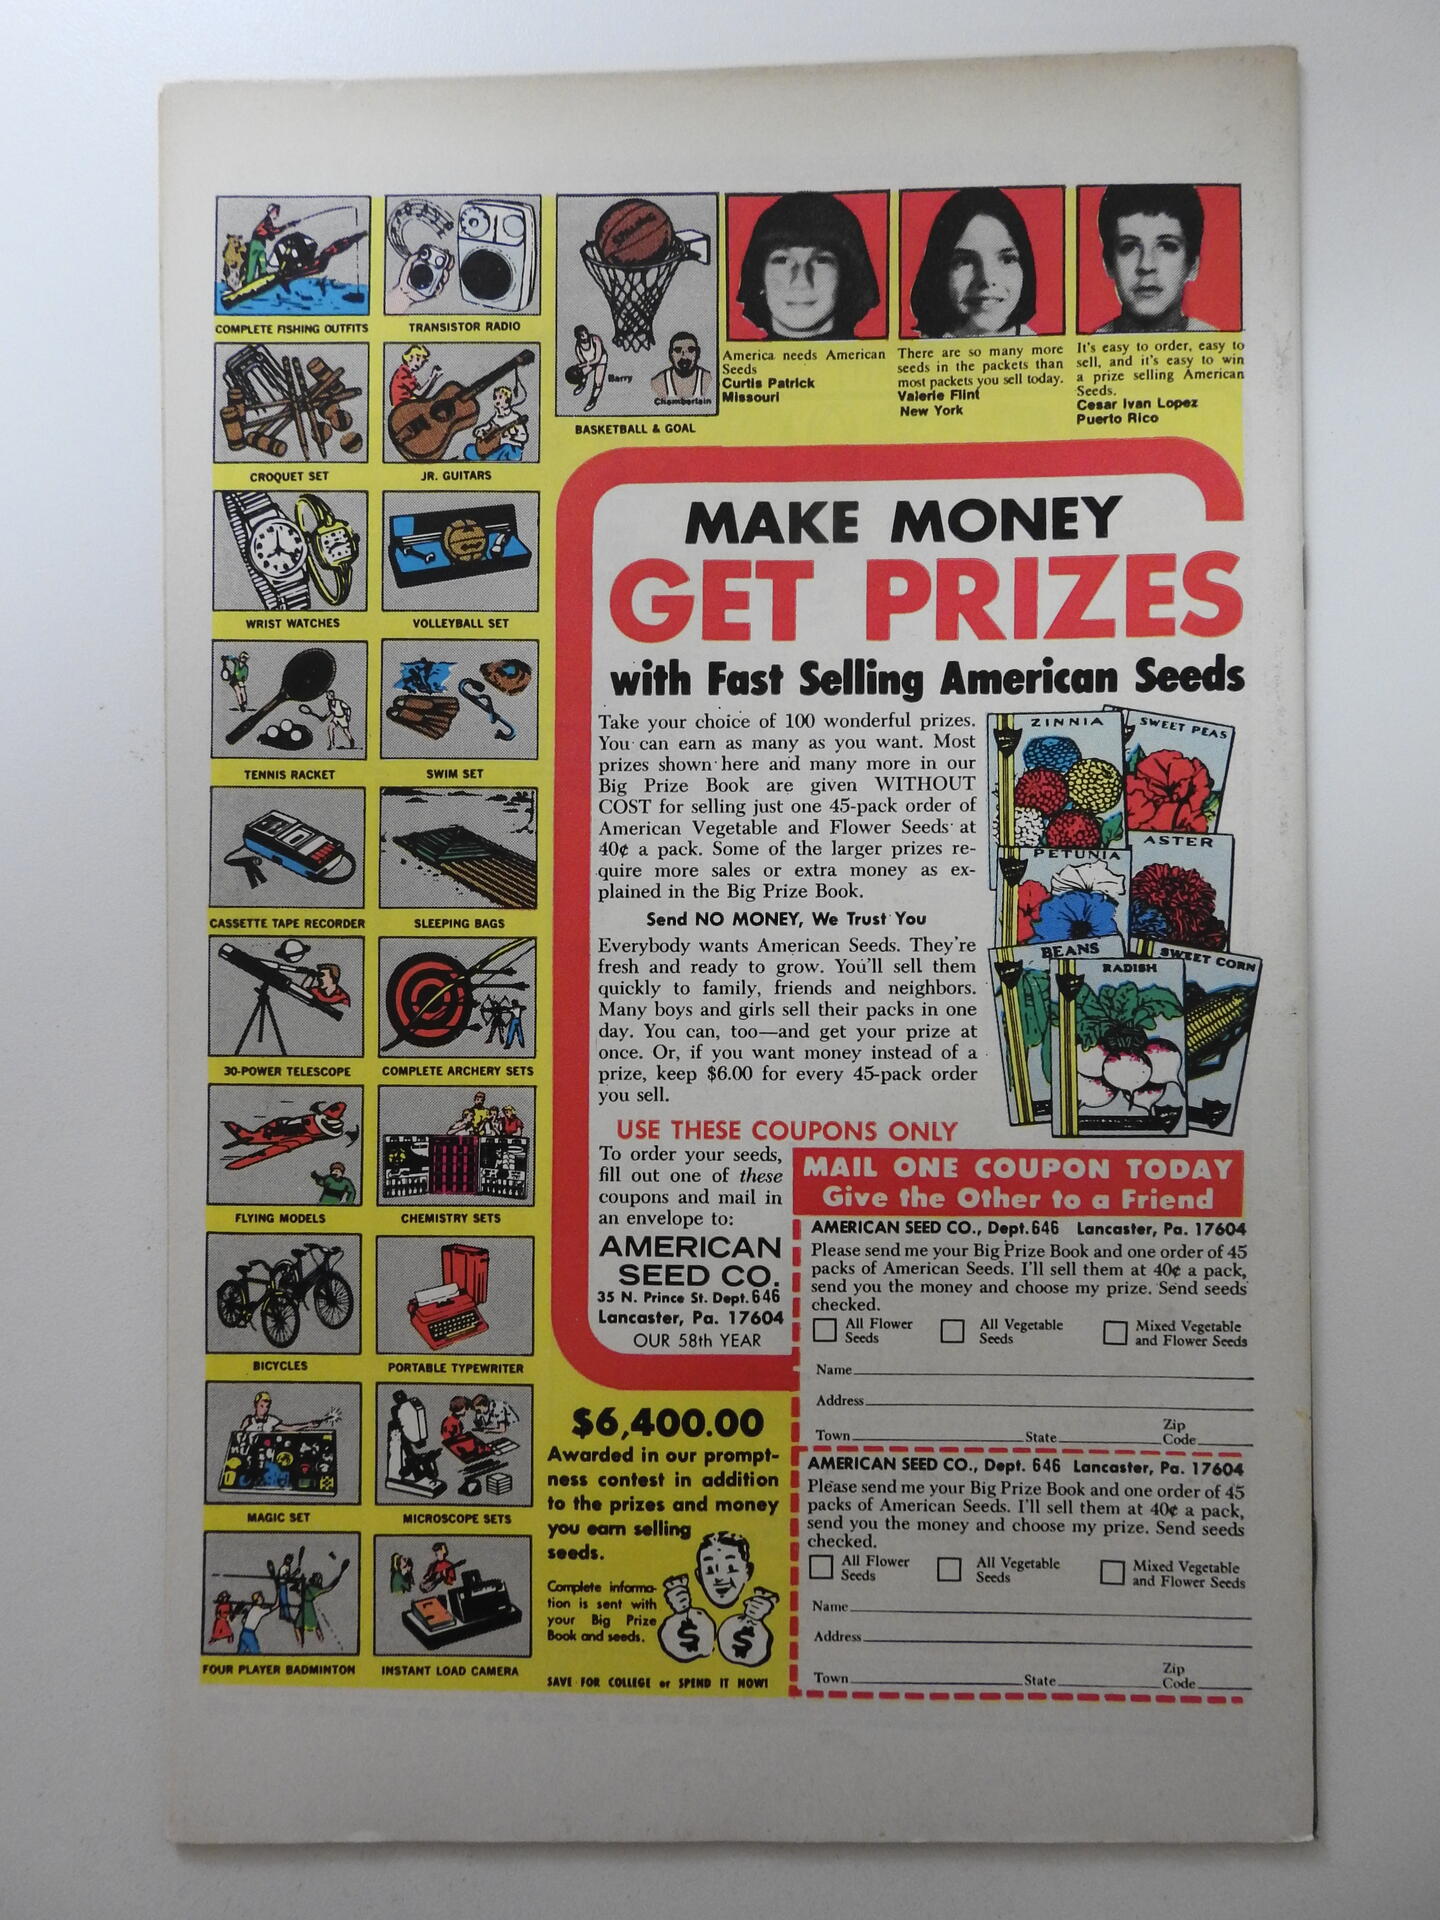 COMPLETE FISHING OUTFITS
TRANSISTOR RADIO
CROQUET SET
JR. GUITARS
WRIST WATCHES
VOLLEYBALL SET
TENNIS RACKET
SWIM SET
CASSETTE TAPE RECORDER
SLEEPING BAGS
30-POWER TELESCOPE
COMPLETE ARCHERY SETS
FLYING MODELS
CHEMISTRY SETS
BICYCLES
PORTABLE TYPEWRITER
MAGIC SET
MICROSCOPE SETS
FOUR PLAYER BADMINTON
INSTANT LOAD CAMERA
SPALDING
Barry
Chamberlain
BASKETBALL & GOAL
America needs American
Seeds
Curtis Patrick
Missouri
There are so many more
seeds in the packets than
most packets you sell today.
Valerie Flint
New York
It's easy to order, easy to
sell, and it's easy to win
a prize selling American
Seeds.
Cesar Ivan Lopez
Puerto Rico
MAKE MONEY
GET PRIZES
with Fast Selling American Seeds
Take your choice of 100 wonderful prizes.
You can earn as many as you want. Most
prizes shown here and many more in our
Big Prize Book are given WITHOUT
COST for selling just one 45-pack order of
American Vegetable and Flower Seeds at
40¢ a pack. Some of the larger prizes re-
quire more sales or extra money as ex-
plained in the Big Prize Book.
Send NO MONEY, We Trust You
Everybody wants American Seeds. They're
fresh and ready to grow. You'll sell them
quickly to family, friends and neighbors.
Many boys and girls sell their packs in one
day. You can, too—and get your prize at
once. Or, if you want money instead of a
prize, keep $6.00 for every 45-pack order
you sell.
ZINNIA
SWEET PEAS
PETUNIA
ASTER
BEANS
RADISH
SWEET CORN
USE THESE COUPONS ONLY
To order your seeds,
fill out one of these
coupons and mail in
an envelope to:
AMERICAN
SEED CO.
35 N. Prince St. Dept. 646
Lancaster, Pa. 17604
OUR 58th YEAR
MAIL ONE COUPON TODAY
Give the Other to a Friend
AMERICAN SEED CO., Dept. 646 Lancaster, Pa. 17604
Please send me your Big Prize Book and one order of 45
packs of American Seeds. I'll sell them at 40¢ a pack,
send you the money and choose my prize. Send seeds
checked.
All Flower
Seeds
All Vegetable
Seeds
Mixed Vegetable
and Flower Seeds
Name
Address
Town State Zip
Code
AMERICAN SEED CO., Dept. 646 Lancaster, Pa. 17604
Please send me your Big Prize Book and one order of 45
packs of American Seeds. I'll sell them at 40¢ a pack,
send you the money and choose my prize. Send seeds
checked.
All Flower
Seeds
All Vegetable
Seeds
Mixed Vegetable
and Flower Seeds
Name
Address
Town State Zip
Code
$6,400.00
Awarded in our prompt-
ness contest in addition
to the prizes and money
you earn selling
seeds.
Complete informa-
tion is sent with
your Big Prize
Book and seeds.
$ $
SAVE FOR COLLEGE or SPEND IT NOW!